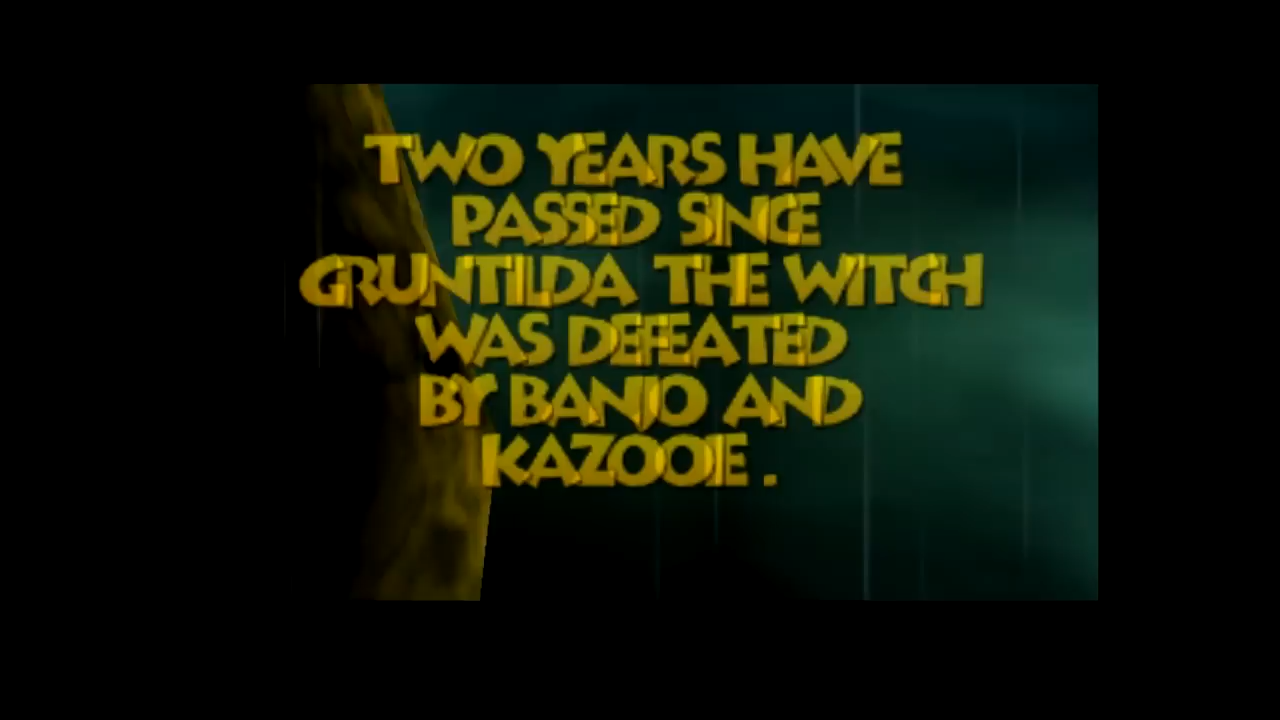 TWO YEARS HAVE
PASSED SINCE
GRUNTILDA THE WITCH
WAS DEFEATED
BY BANJO AND
KAZOOIE .